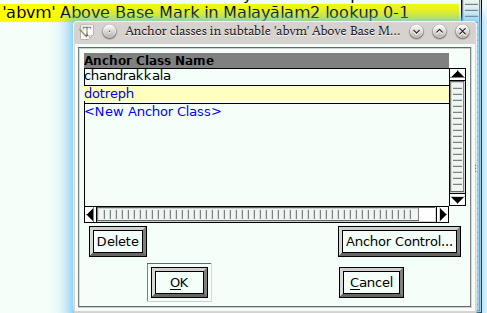 'abvm' Above Base Mark in Malayāḷam2 lookup 0-1
Anchor classes in subtable 'abvm' Above Base M...
Anchor Class Name
chandrakkala
dotreph
<New Anchor Class>
Delete
Anchor Control...
OK
Cancel